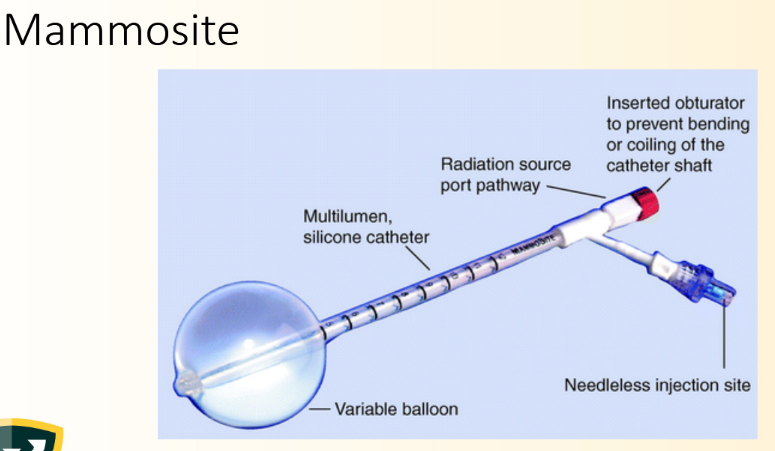 Mammosite
Inserted obturator
to prevent bending
or coiling of the
catheter shaft
Radiation source
port pathway
Multilumen,
silicone catheter
MAMMOSITE
Needleless injection site
Variable balloon